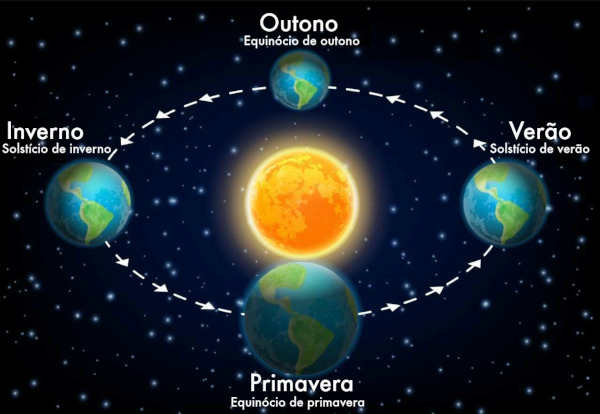 Outono
Equinócio de outono
Inverno
Solstício de inverno
Verão
Solstício de verão
Primavera
Equinócio de primavera